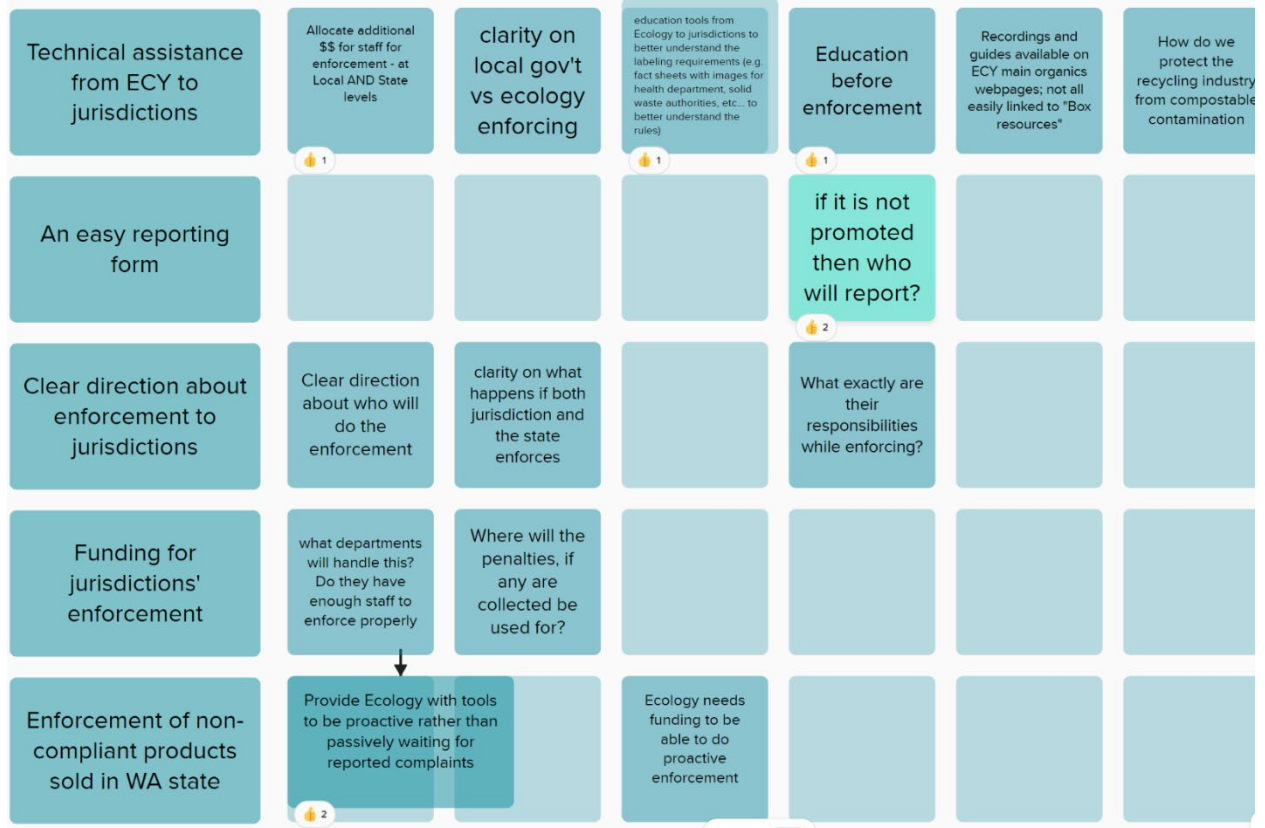 Technical assistance
from ECY to
jurisdictions
Allocate additional
$$ for staff for
enforcement - at
Local AND State
levels
1
clarity on
local gov't
vs ecology
enforcing
education tools from
Ecology to jurisdictions to
better understand the
labeling requirements (e.g.
fact sheets with images for
health department, solid
waste authorities, etc... to
better understand the
rules)
1
Education
before
enforcement
1
Recordings and
guides available on
ECY main organics
webpages; not all
easily linked to "Box
resources"
How do we
protect the
recycling industry
from compostable
contamination
An easy reporting
form
if it is not
promoted
then who
will report?
2
Clear direction about
enforcement to
jurisdictions
Clear direction
about who will
do the
enforcement
clarity on what
happens if both
jurisdiction and
the state
enforces
What exactly are
their
responsibilities
while enforcing?
Funding for
jurisdictions'
enforcement
what departments
will handle this?
Do they have
enough staff to
enforce properly
Where will the
penalties, if
any are
collected be
used for?
Enforcement of non-
compliant products
sold in WA state
Provide Ecology with tools
to be proactive rather than
passively waiting for
reported complaints
2
Ecology needs
funding to be
able to do
proactive
enforcement